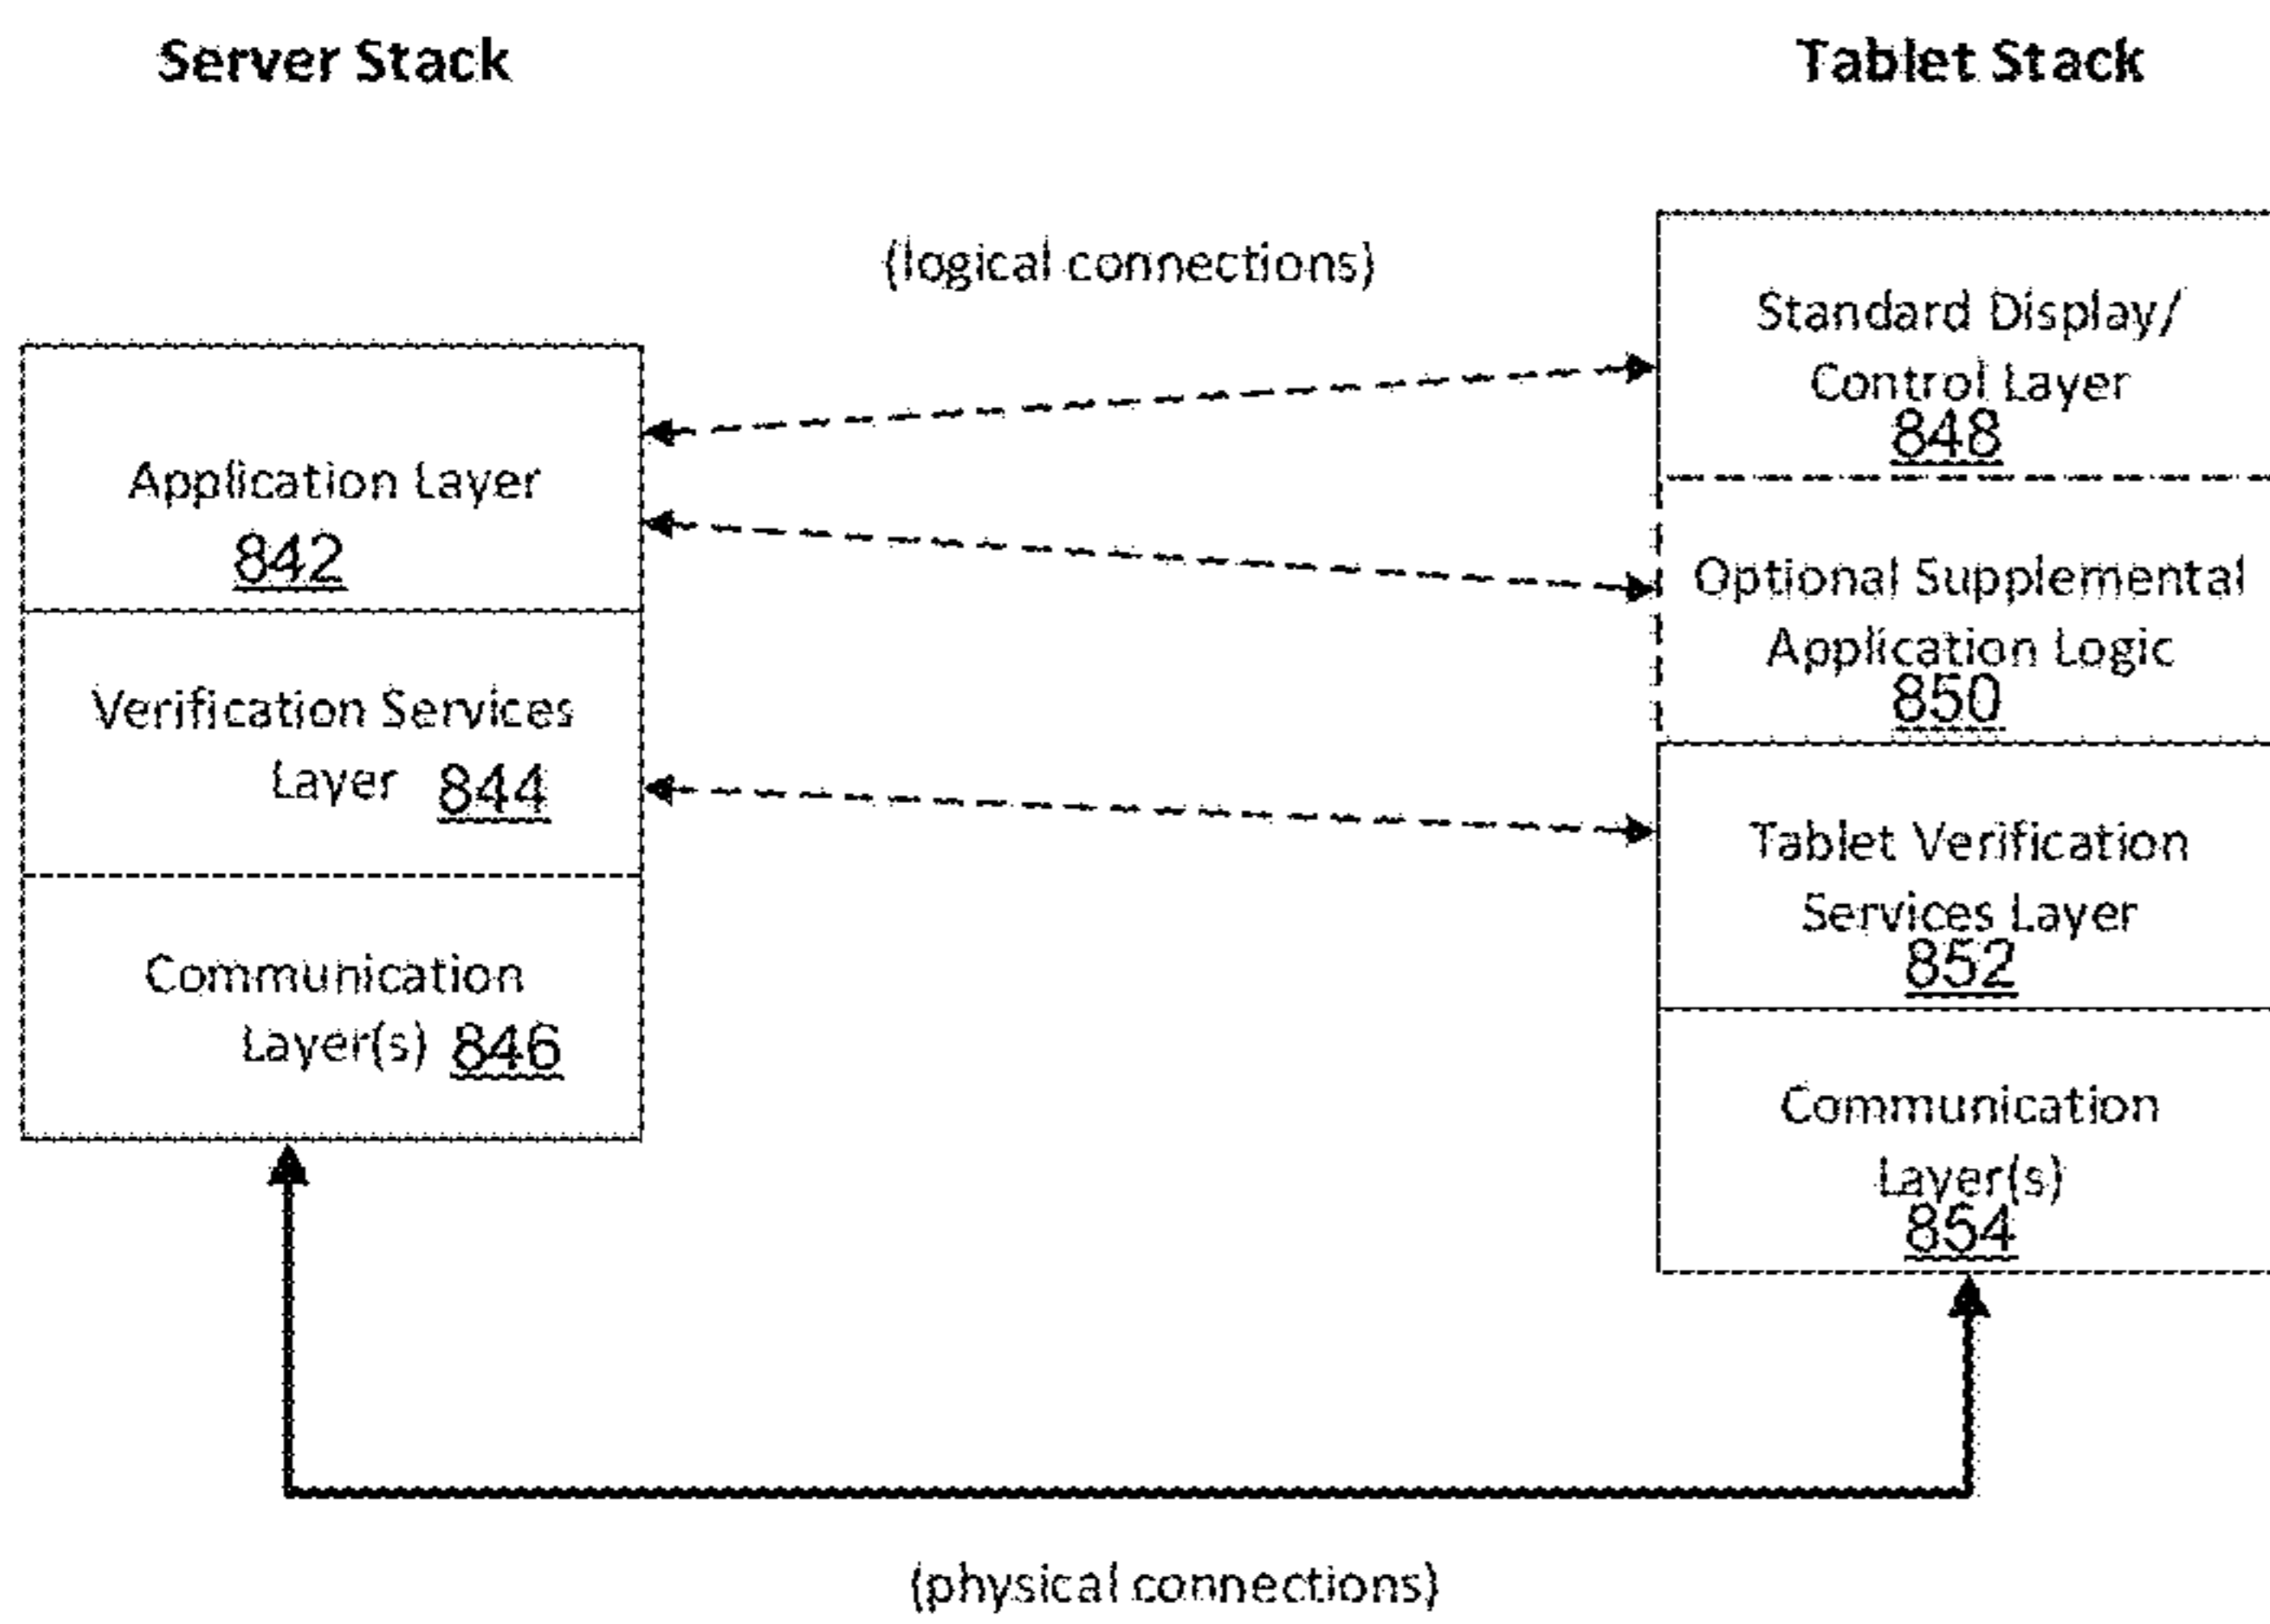 Server Stack
Tablet Stack
(logical connections)
Application Layer
842
Verification Services
Layer 844
Communication
Layer(s) 846
Standard Display/
Control Layer
848
Optional Supplemental
Application Logic
850
Tablet Verification
Services Layer
852
Communication
Layer(s)
854
(physical connections)